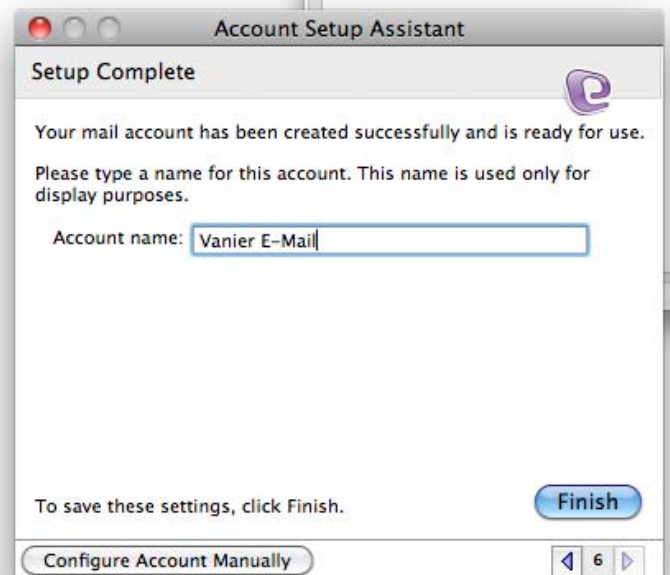 Account Setup Assistant
Setup Complete
Your mail account has been created successfully and is ready for use.
Please type a name for this account. This name is used only for
display purposes.
Account name: Vanier E-Mail
To save these settings, click Finish.
Finish
Configure Account Manually
6